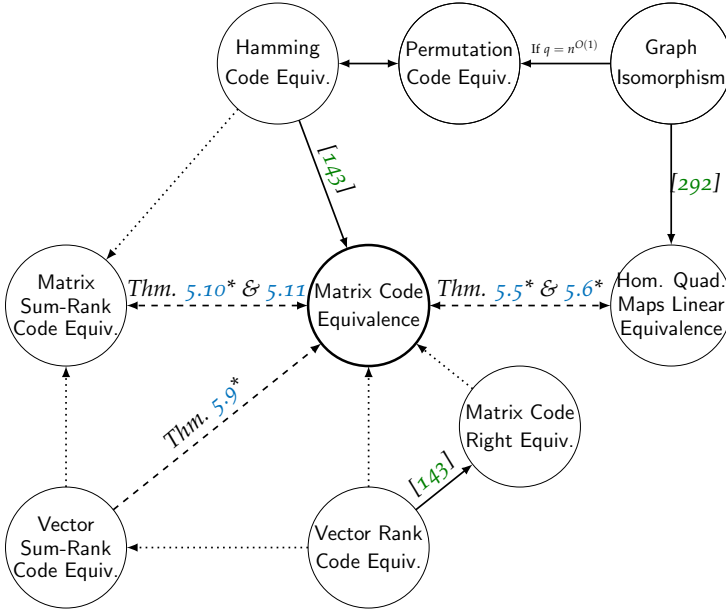 Hamming
Code Equiv.
Permutation
Code Equiv.
If q = n^{O(1)}
Graph
Isomorphism
[143]
[292]
Matrix
Sum-Rank
Code Equiv.
Thm. 5.10* & 5.11
Matrix Code
Equivalence
Thm. 5.5* & 5.6*
Hom. Quad.
Maps Linear
Equivalence
Thm. 5.9*
Matrix Code
Right Equiv.
[143]
Vector
Sum-Rank
Code Equiv.
Vector Rank
Code Equiv.